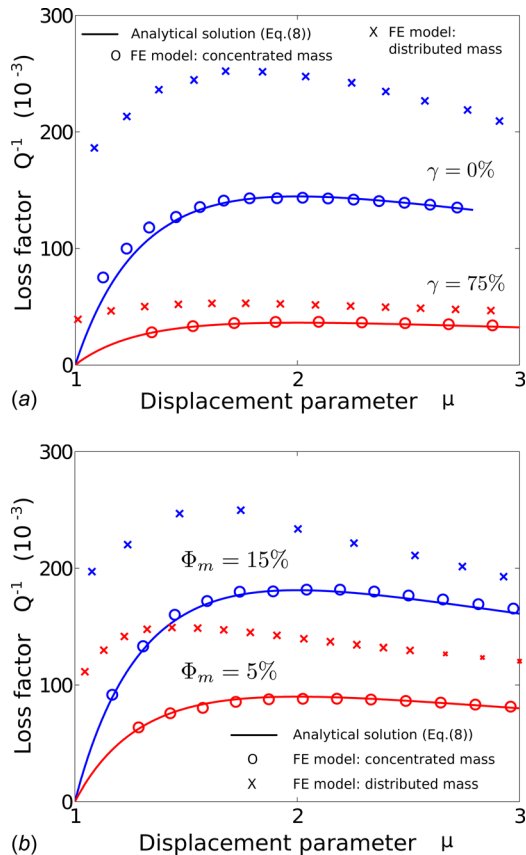 300
Analytical solution (Eq.(8))
FE model: concentrated mass
FE model:
distributed mass
200
γ = 0%
100
γ = 75%
0
1 2 3
Loss factor Q⁻¹ (10⁻³)
(a) Displacement parameter μ
300
200
Φₘ = 15%
100
Φₘ = 5%
Analytical solution (Eq.(8))
FE model: concentrated mass
FE model: distributed mass
0
1 2 3
Loss factor Q⁻¹ (10⁻³)
(b) Displacement parameter μ